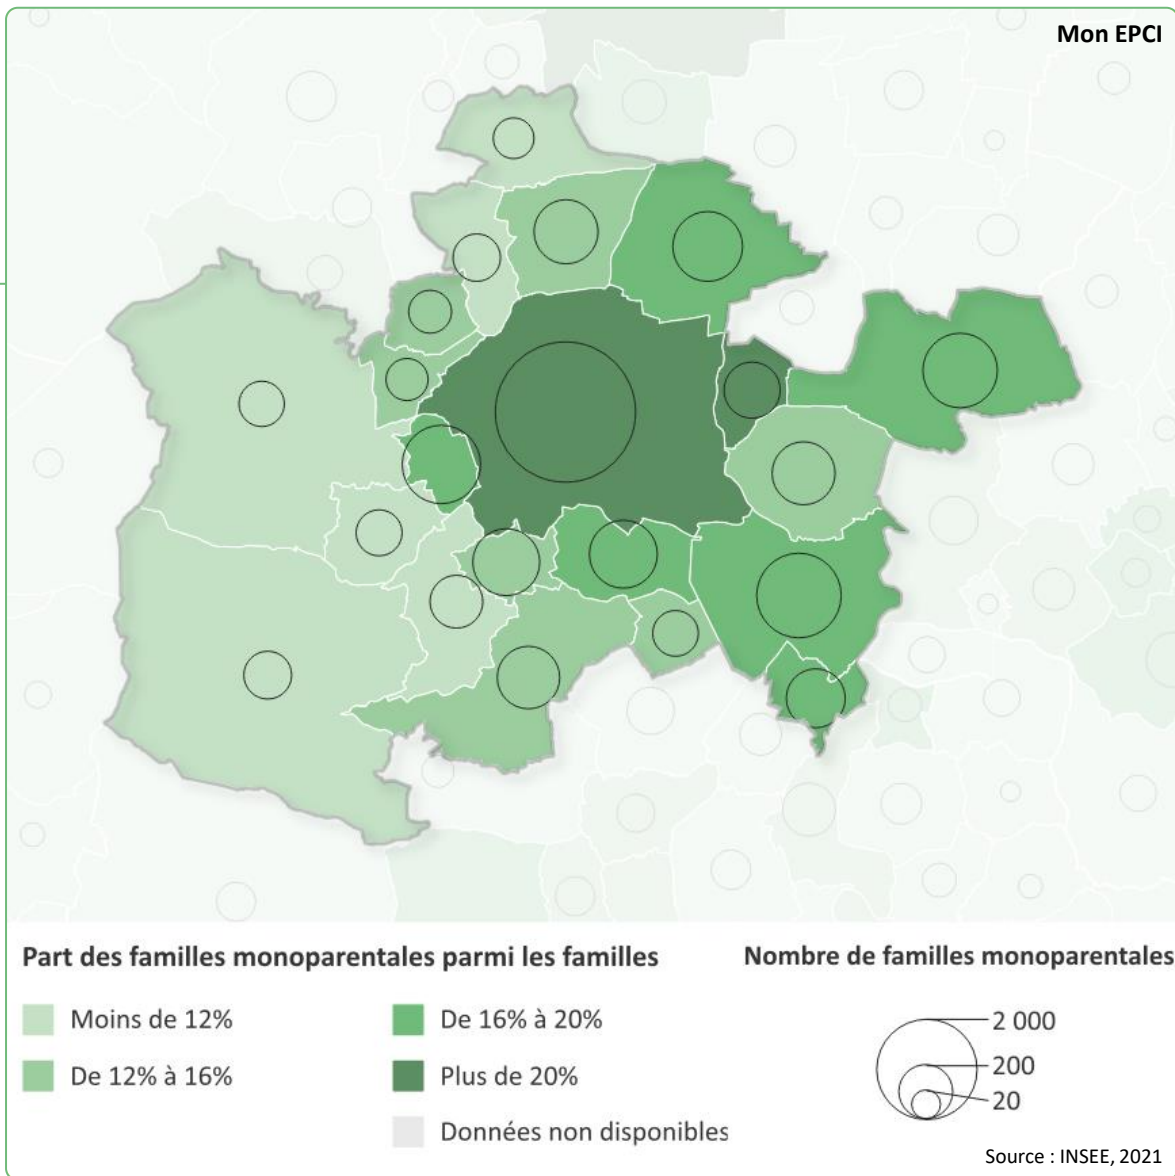 Mon EPCI
Part des familles monoparentales parmi les familles
Moins de 12%
De 12% à 16%
De 16% à 20%
Plus de 20%
Données non disponibles
Nombre de familles monoparentales
2 000
200
20
Source : INSEE, 2021